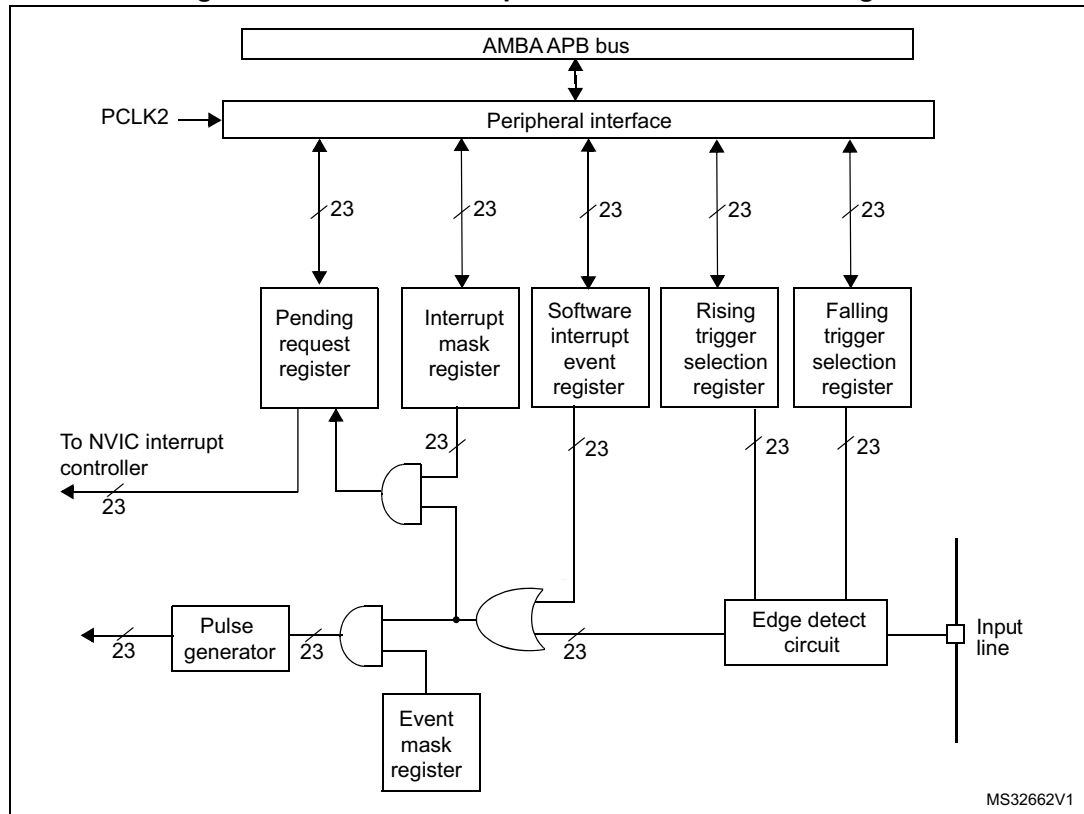 AMBA APB bus
PCLK2
Peripheral interface
23
23
23
23
23
Pending
request
register
Interrupt
mask
register
Software
interrupt
event
register
Rising
trigger
selection
register
Falling
trigger
selection
register
To NVIC interrupt
controller
23
23
23
23
23
Pulse
generator
23
23
23
Edge detect
circuit
Input
line
Event
mask
register
MS32662V1